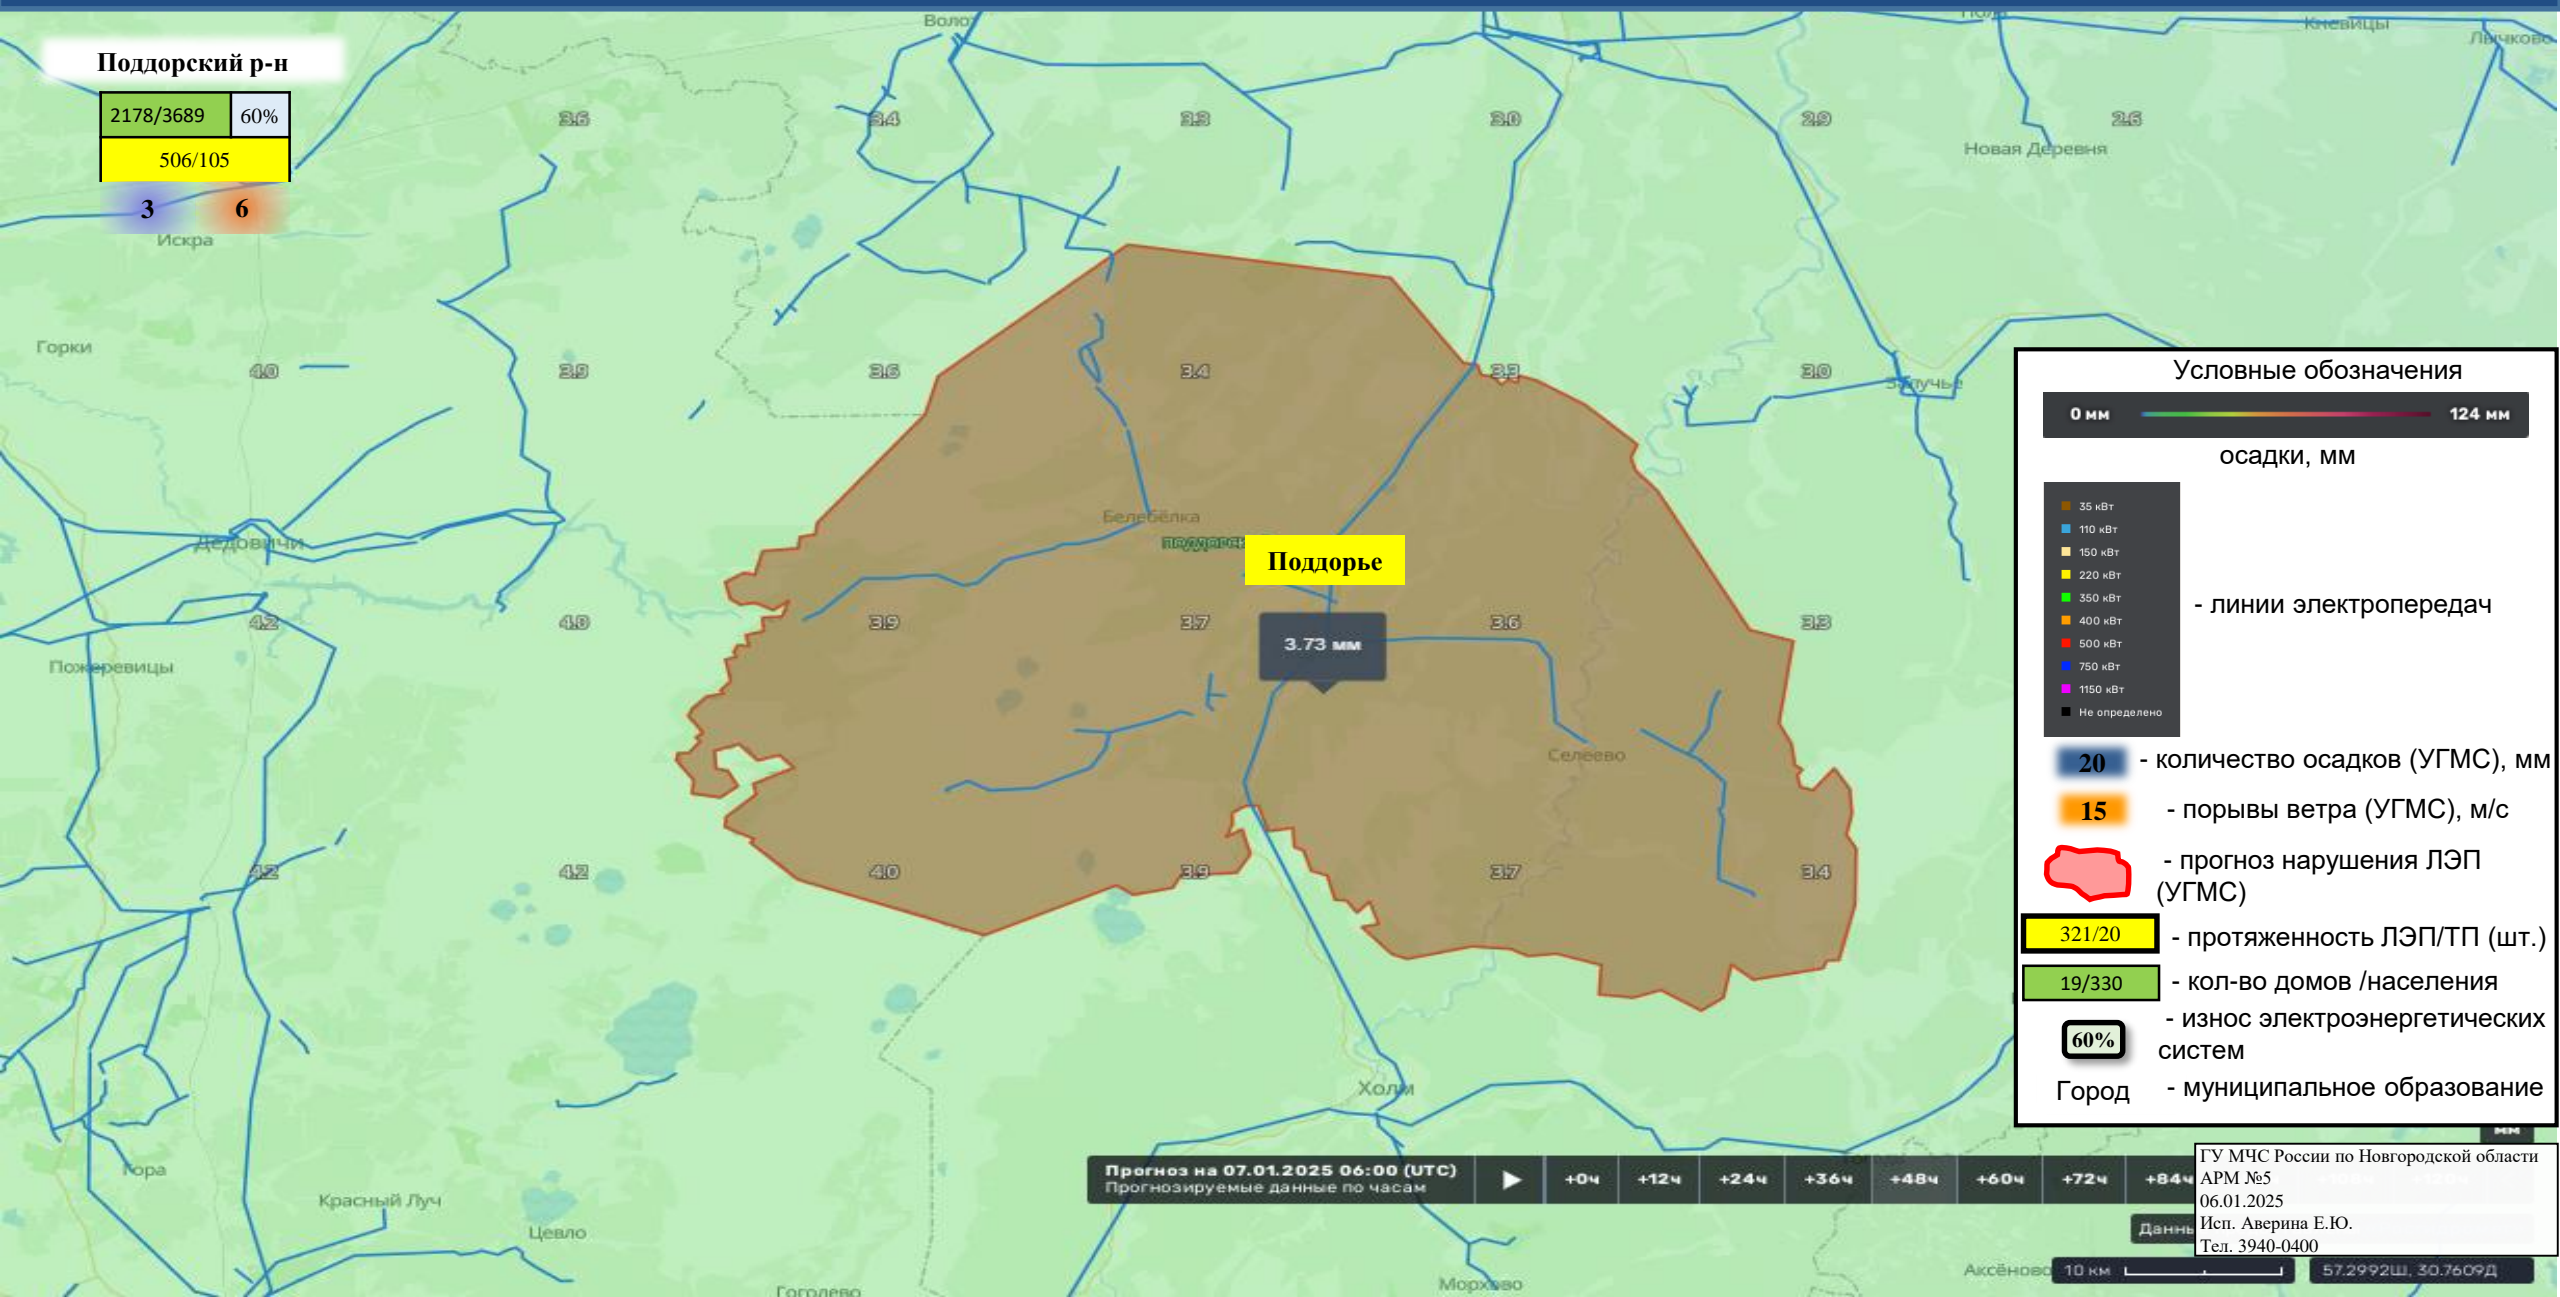 Поддорский р-н
2178/3689 60%
506/105
3 6
Кневицы
Лычково
Новая Деревня
3.6 3.4 3.3 3.0 2.9 2.6
Искра
Горки
4.0 3.9 3.6 3.4 3.3 3.0
Залучье
Белебёлка
Поддорье
Дедовичи
4.2 4.0 3.9 3.7 3.6 3.3
3.73 мм
Пожеревицы
Селеево
4.2 4.2 4.0 3.9 3.7 3.4
Холм
Красный Луч
Цевло
Гоголево
Морхово
Аксёново
Условные обозначения
0 мм 124 мм
осадки, мм
35 кВт
110 кВт
150 кВт
220 кВт
350 кВт
400 кВт
500 кВт
750 кВт
1150 кВт
Не определено
- линии электропередач
20 - количество осадков (УГМС), мм
15 - порывы ветра (УГМС), м/с
- прогноз нарушения ЛЭП
(УГМС)
321/20 - протяженность ЛЭП/ТП (шт.)
19/330 - кол-во домов /населения
60% - износ электроэнергетических
систем
Город - муниципальное образование
мм
Прогноз на 07.01.2025 06:00 (UTC)
Прогнозируемые данные по часам
+0ч +12ч +24ч +36ч +48ч +60ч +72ч +84ч
ГУ МЧС России по Новгородской области
АРМ №5
06.01.2025
Исп. Аверина Е.Ю.
Тел. 3940-0400
10 км
57.2992Ш, 30.7609Д